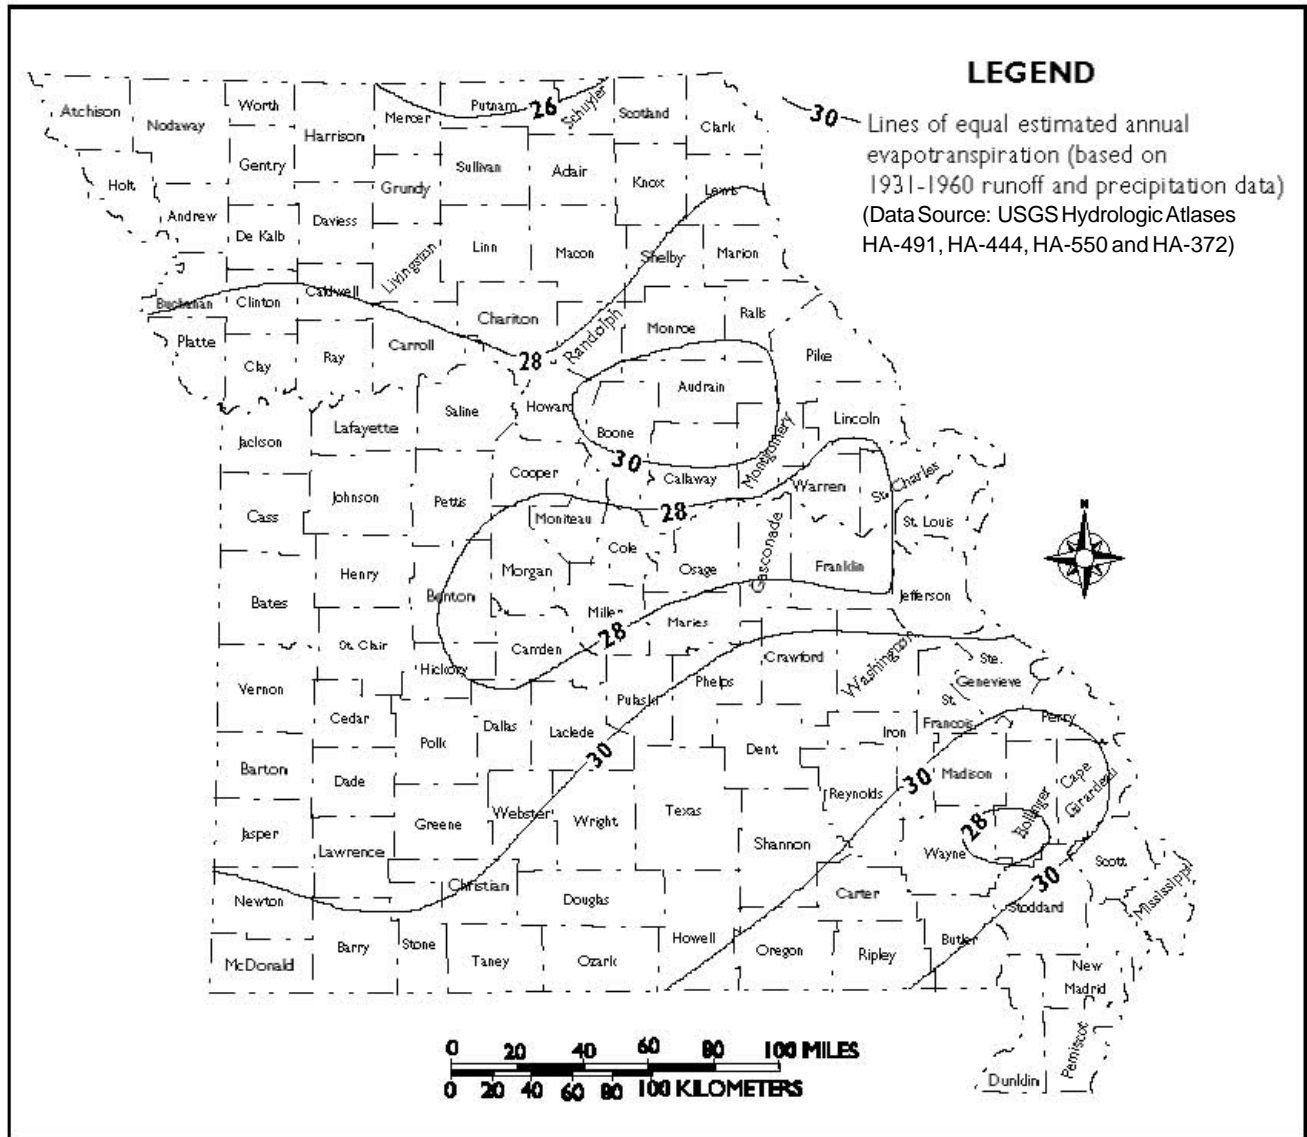 LEGEND
30
Lines of equal estimated annual
evapotranspiration (based on
1931-1960 runoff and precipitation data)
(Data Source: USGS Hydrologic Atlases
HA-491, HA-444, HA-550 and HA-372)
Atchison
Nodaway
Worth
Harrison
Mercer
Putnam
26
Schuyler
Scotland
Clark
Holt
Gentry
Grundy
Sullivan
Adair
Knox
Lewis
Andrew
De Kalb
Daviess
Livingston
Linn
Macon
Shelby
Marion
Buchanan
Clinton
Caldwell
Chariton
Randolph
Monroe
Ralls
Platte
Clay
Ray
Carroll
28
Pike
Audrain
Saline
Howard
Boone
Lincoln
Lafayette
Jackson
30
Montgomery
Cooper
Callaway
Warren
St. Charles
Cass
Johnson
Pettis
Moniteau
28
St. Louis
Cole
Gasconade
Henry
Morgan
Osage
Franklin
Bates
Benton
Miller
Jefferson
28
Maries
St. Clair
Camden
Crawford
Washington
Ste.
Genevieve
Hickory
Vernon
Phelps
Pulaski
St.
Francois
Perry
Cedar
Dallas
Laclede
Iron
Polk
30
Dent
Barton
Dade
30
Madison
Cape
Girardeau
Reynolds
Bollinger
Jasper
Greene
Webster
Wright
Texas
28
Shannon
Lawrence
Wayne
Scott
Christian
30
Mississippi
Newton
Douglas
Carter
Stoddard
Barry
Stone
Howell
Butler
McDonald
Taney
Ozark
Oregon
Ripley
New
Madrid
Pemiscot
Dunklin
N
0 20 40 60 80 100 MILES
0 20 40 60 80 100 KILOMETERS